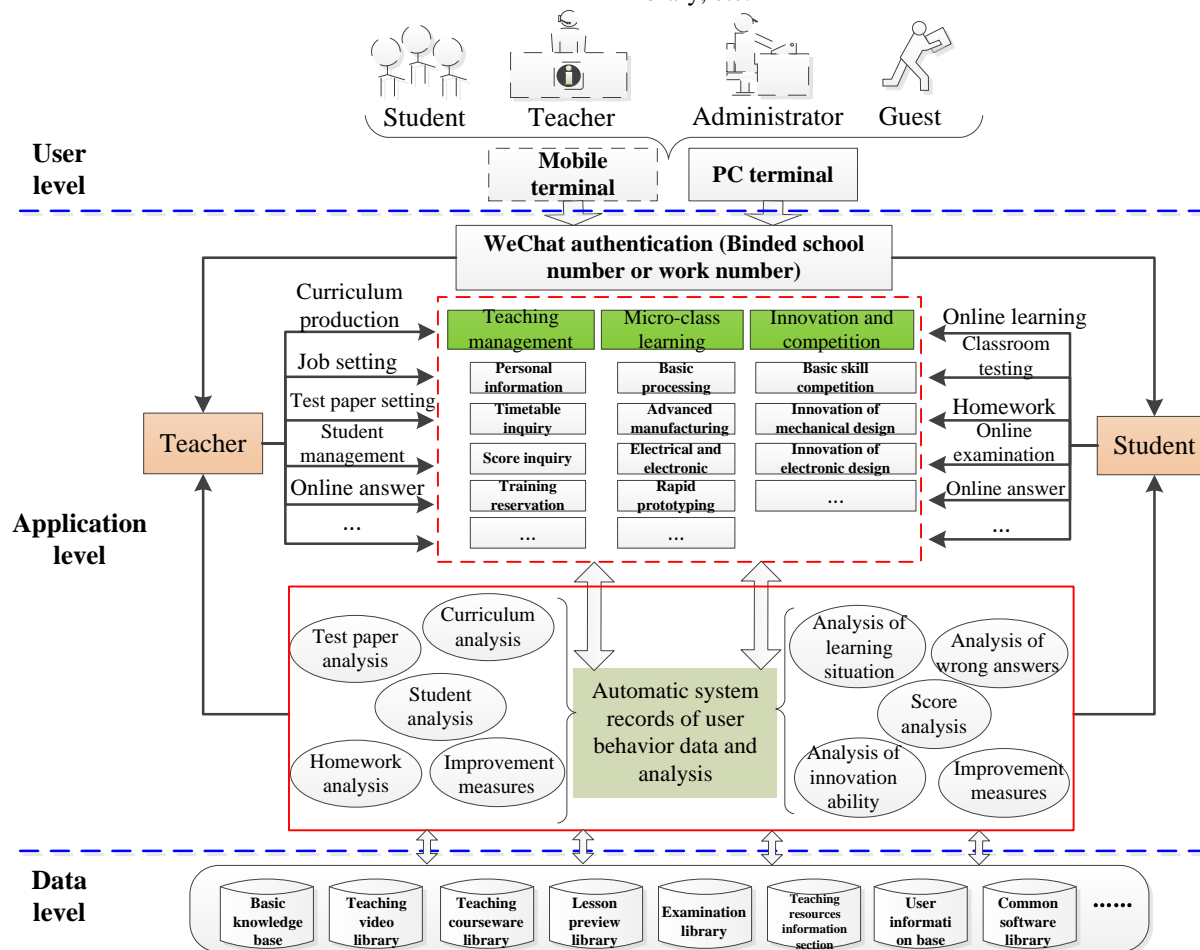 Student
Teacher
Administrator
Guest
User
level
Mobile
terminal
PC terminal
WeChat authentication (Binded school
number or work number)
Curriculum
production
Job setting
Test paper setting
Student
management
Online answer
...
Teacher
Teaching
management
Personal
information
Timetable
inquiry
Score inquiry
Training
reservation
...
Micro-class
learning
Basic
processing
Advanced
manufacturing
Electrical and
electronic
Rapid
prototyping
...
Innovation and
competition
Basic skill
competition
Innovation of
mechanical design
Innovation of
electronic design
...
Online learning
Classroom
testing
Homework
Online
examination
Online answer
...
Student
Application
level
Test paper
analysis
Curriculum
analysis
Student
analysis
Homework
analysis
Improvement
measures
Automatic system
records of user
behavior data and
analysis
Analysis of
learning
situation
Analysis of
wrong answers
Score
analysis
Analysis of
innovation
ability
Improvement
measures
Data
level
Basic
knowledge
base
Teaching
video
library
Teaching
courseware
library
Lesson
preview
library
Examination
library
Teaching
resources
information
section
User
informati
on base
Common
software
library
......